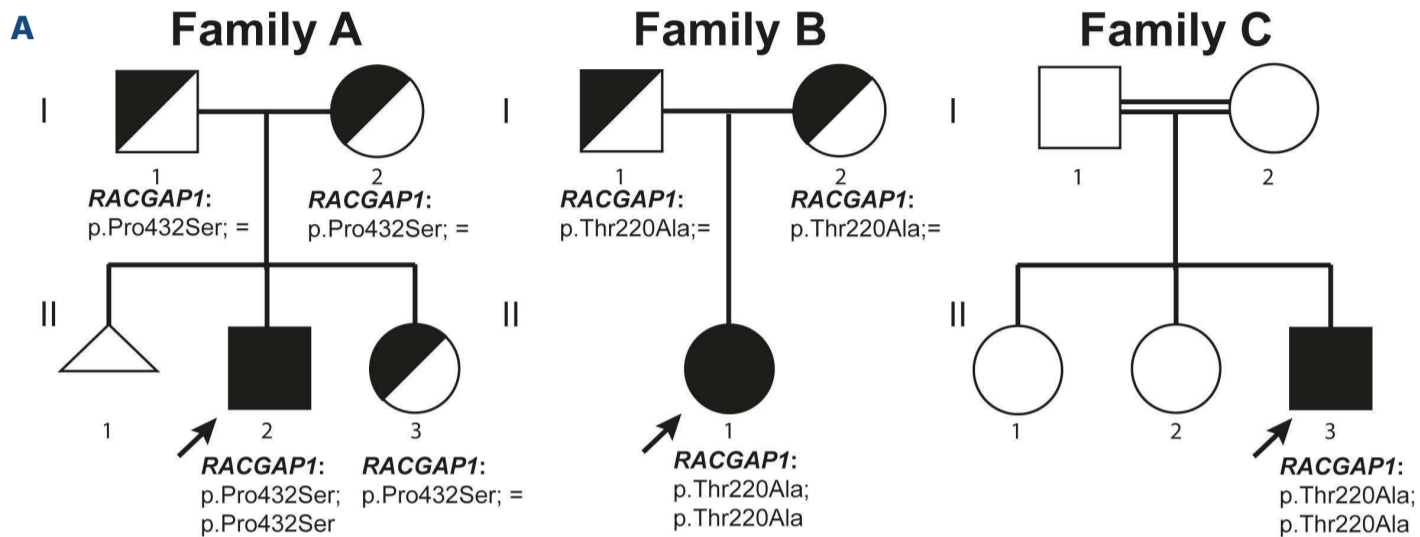 A
Family A
Family B
Family C
I
I
I
1
2
1
2
1
2
RACGAP1:
p.Pro432Ser; =
RACGAP1:
p.Pro432Ser; =
RACGAP1:
p.Thr220Ala;=
RACGAP1:
p.Thr220Ala;=
II
II
II
1
2
3
1
1
2
3
RACGAP1:
p.Pro432Ser;
p.Pro432Ser
RACGAP1:
p.Pro432Ser; =
RACGAP1:
p.Thr220Ala;
p.Thr220Ala
RACGAP1:
p.Thr220Ala;
p.Thr220Ala